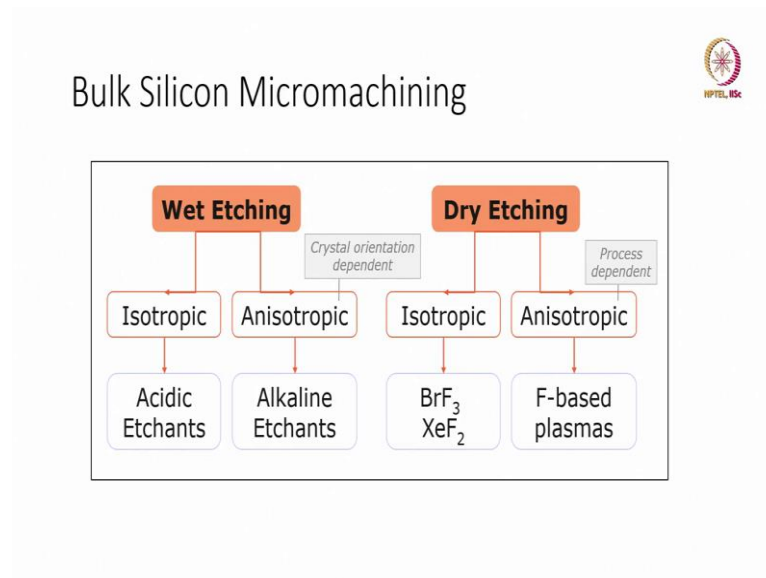 Bulk Silicon Micromachining
NPTEL, IISc
Wet Etching
Dry Etching
Crystal orientation
dependent
Process
dependent
Isotropic
Anisotropic
Isotropic
Anisotropic
Acidic
Etchants
Alkaline
Etchants
BrF₃
XeF₂
F-based
plasmas